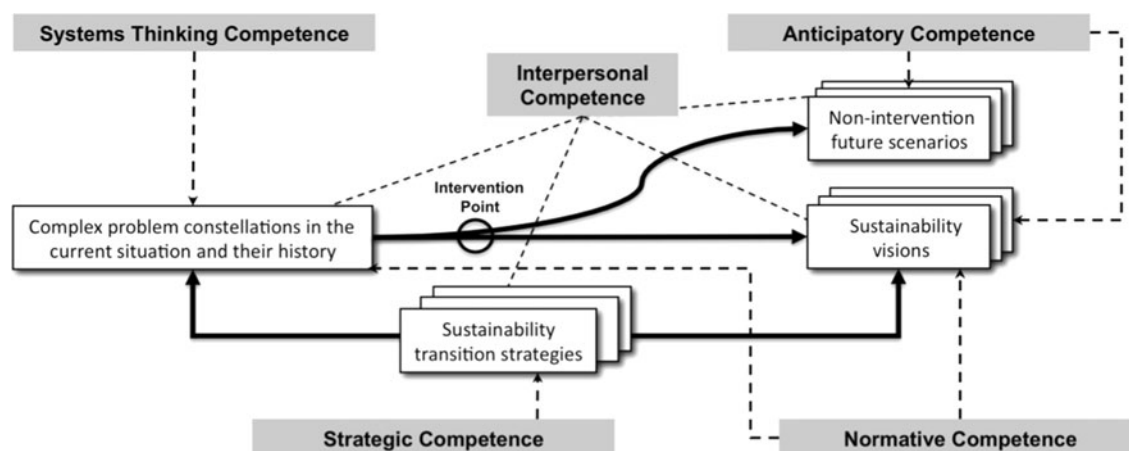 Systems Thinking Competence
Anticipatory Competence
Interpersonal
Competence
Non-intervention
future scenarios
Intervention
Point
Complex problem constellations in the
current situation and their history
Sustainability
visions
Sustainability
transition strategies
Strategic Competence
Normative Competence